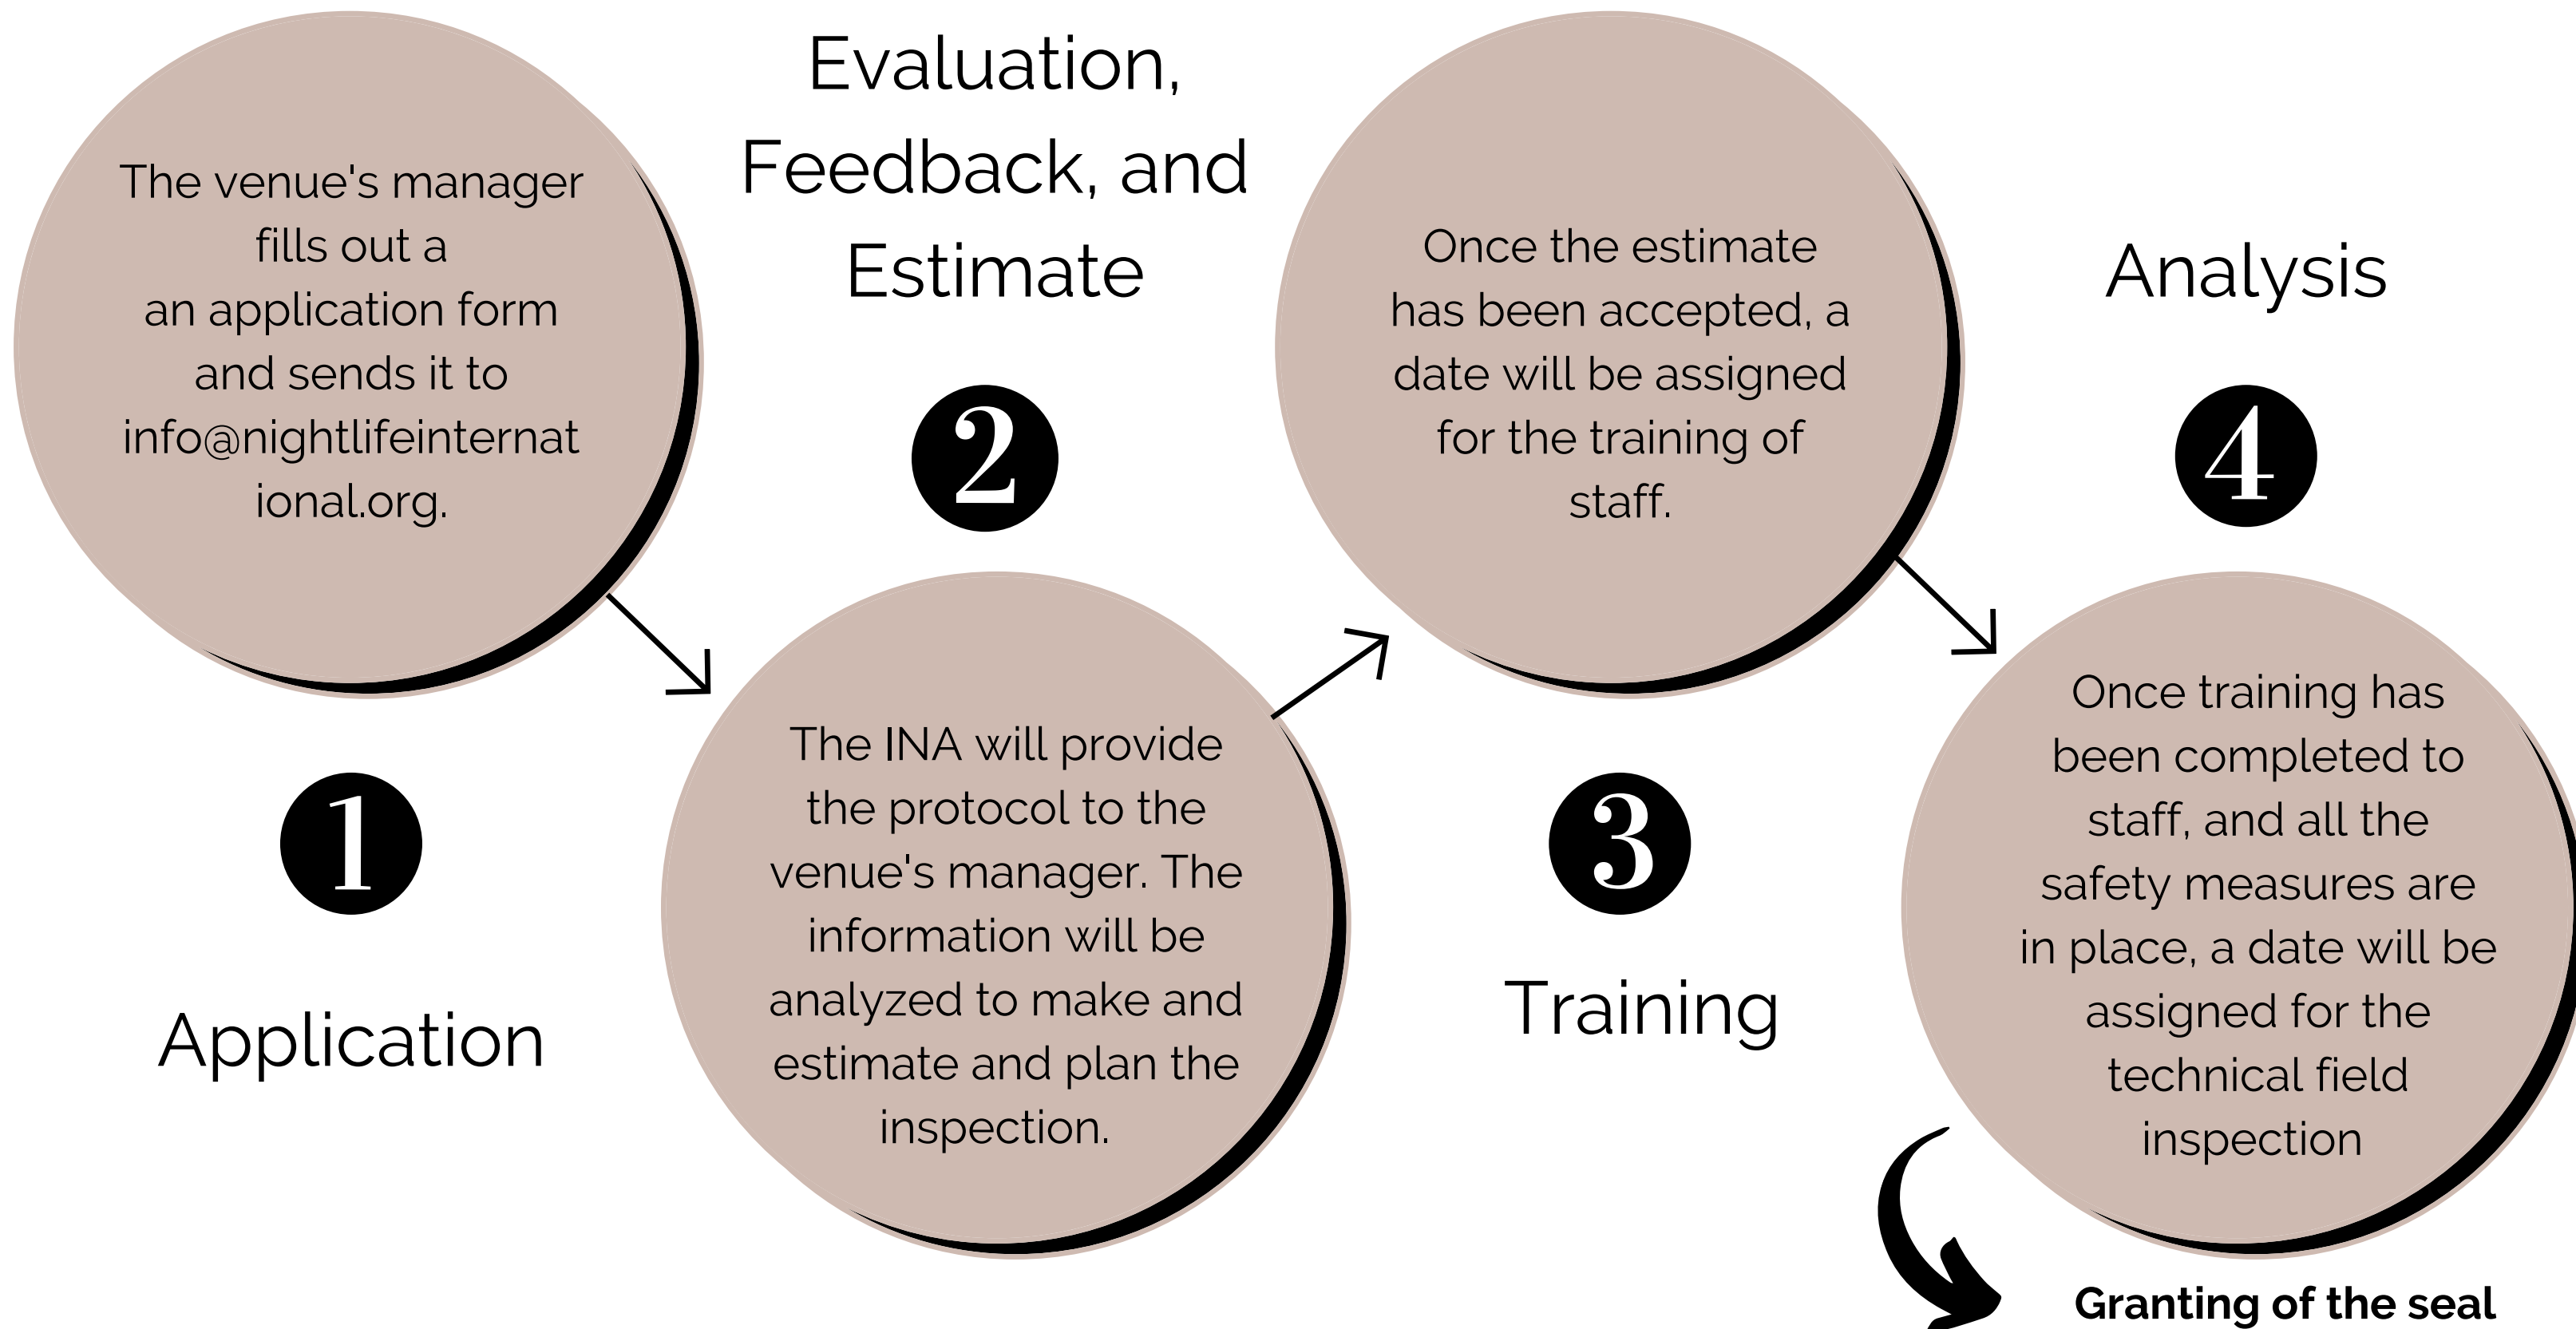 The venue's manager
fills out a
an application form
and sends it to
info@nightlifeinternat
ional.org.
1
Application
Evaluation,
Feedback, and
Estimate
2
The INA will provide
the protocol to the
venue's manager. The
information will be
analyzed to make and
estimate and plan the
inspection.
Once the estimate
has been accepted, a
date will be assigned
for the training of
staff.
3
Training
Analysis
4
Once training has
been completed to
staff, and all the
safety measures are
in place, a date will be
assigned for the
technical field
inspection
Granting of the seal